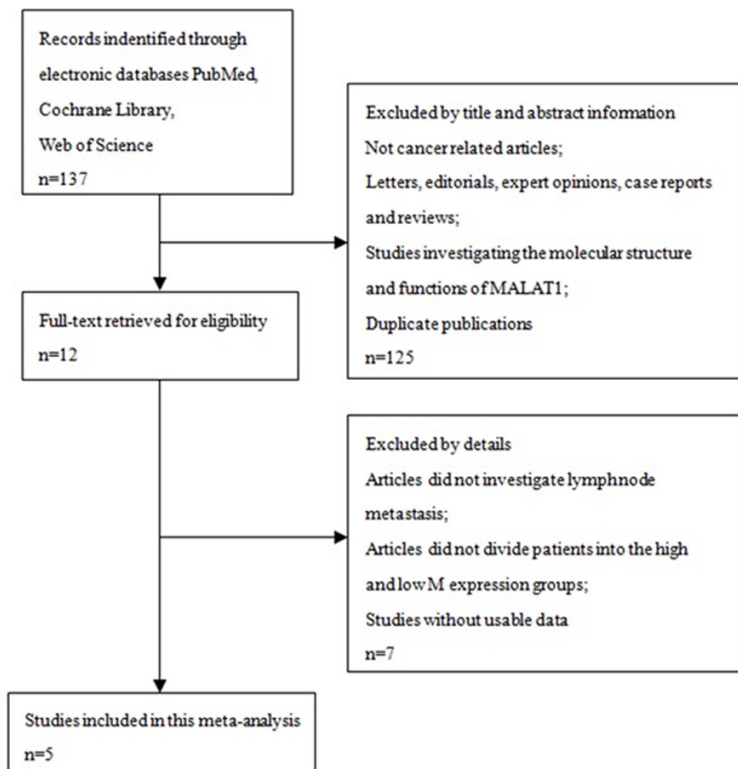 Records indentified through
electronic databases PubMed,
Cochrane Library,
Web of Science
n=137
Excluded by title and abstract information
Not cancer related articles;
Letters, editorials, expert opinions, case reports
and reviews;
Studies investigating the molecular structure
and functions of MALAT1;
Duplicate publications
n=125
Full-text retrieved for eligibility
n=12
Excluded by details
Articles did not investigate lymphnode
metastasis;
Articles did not divide patients into the high
and low M expression groups;
Studies without usable data
n=7
Studies included in this meta-analysis
n=5